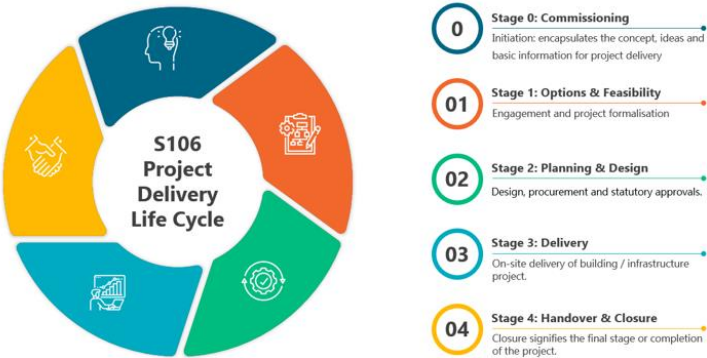 S106
Project
Delivery
Life Cycle
0
Stage 0: Commissioning
Initiation: encapsulates the concept, ideas and
basic information for project delivery
01
Stage 1: Options & Feasibility
Engagement and project formalisation
02
Stage 2: Planning & Design
Design, procurement and statutory approvals.
03
Stage 3: Delivery
On-site delivery of building / infrastructure
project.
04
Stage 4: Handover & Closure
Closure signifies the final stage or completion
of the project.